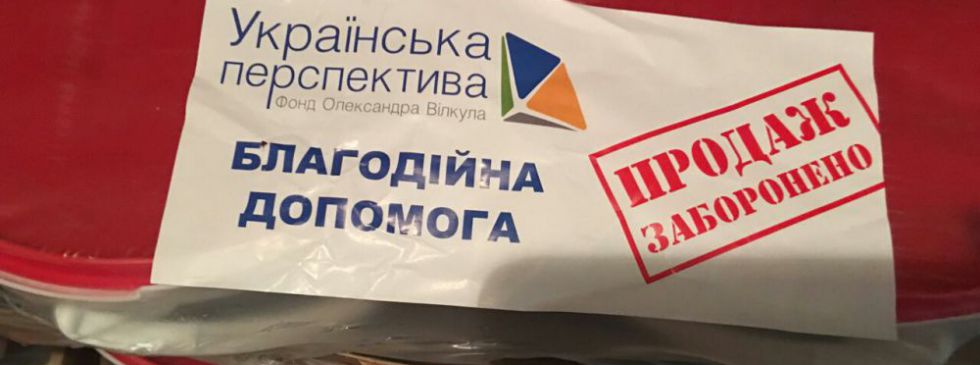 Українська
перспектива
Фонд Олександра Вілкула
БЛАГОДІЙНА
ДОПОМОГА
ПРОДАЖ
ЗАБОРОНЕНО